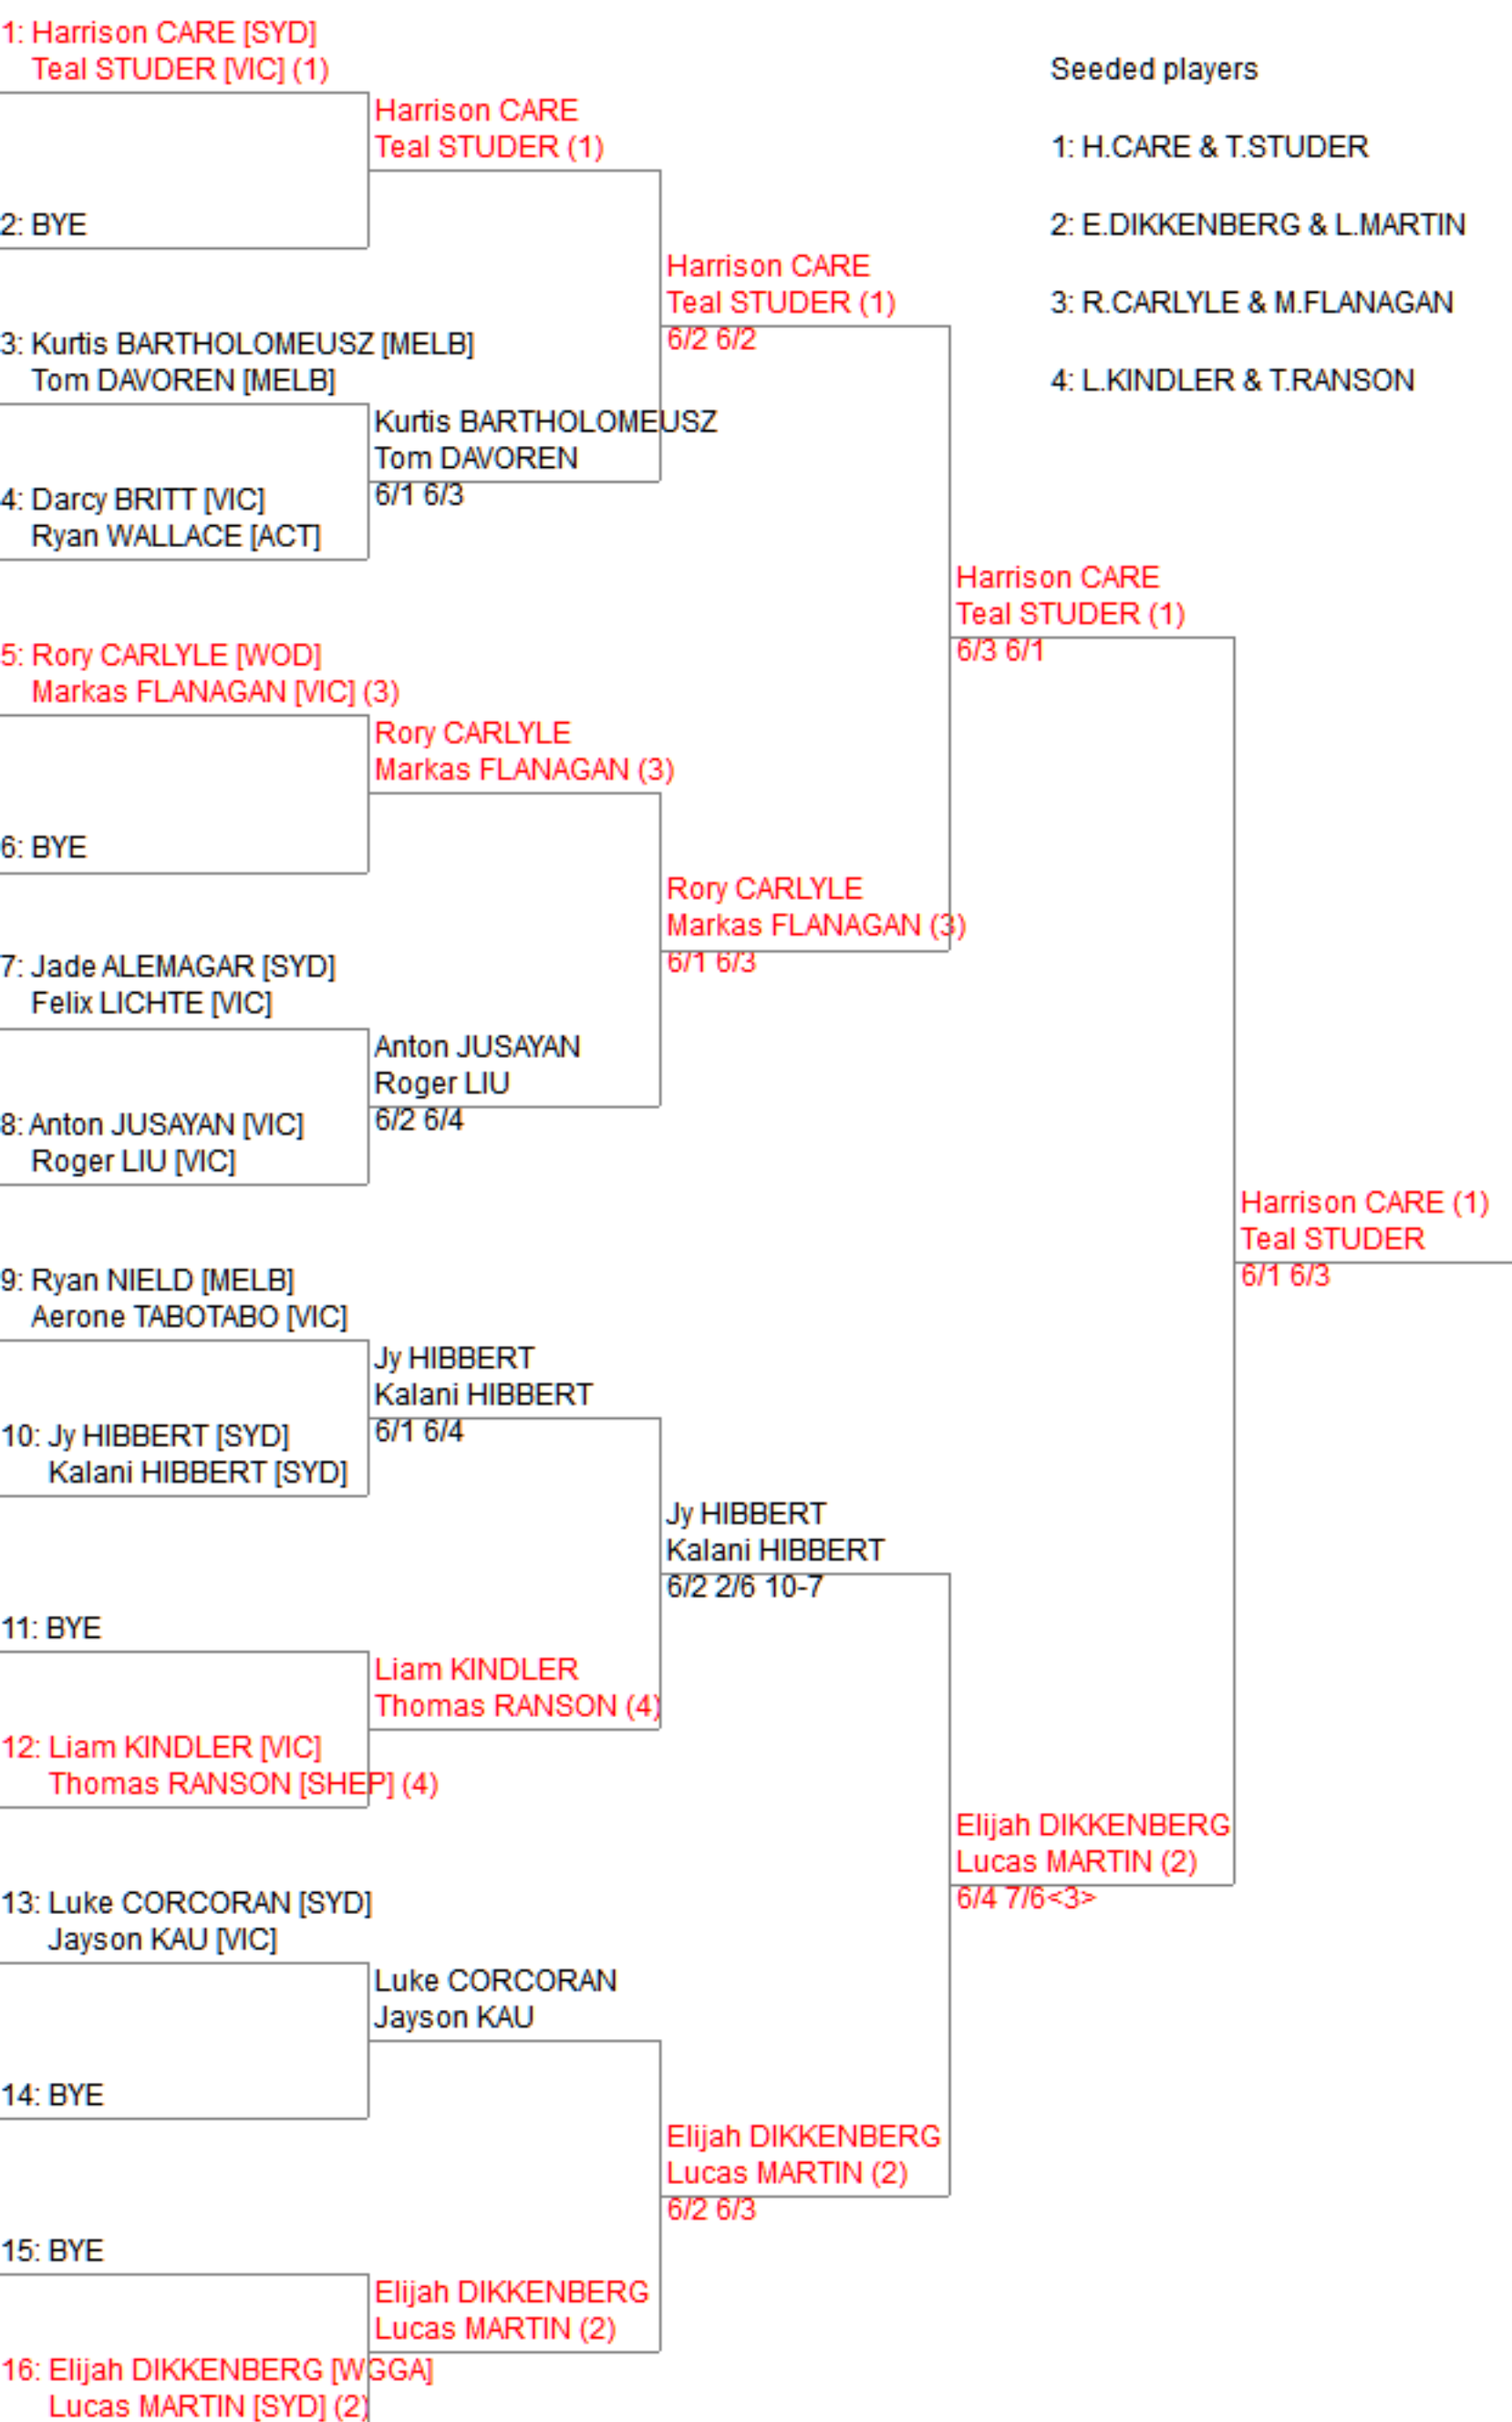 1: Harrison CARE [SYD]
Teal STUDER [VIC] (1)
2: BYE
3: Kurtis BARTHOLOMEUSZ [MELB]
Tom DAVOREN [MELB]
4: Darcy BRITT [VIC]
Ryan WALLACE [ACT]
5: Rory CARLYLE [WOD]
Markas FLANAGAN [VIC] (3)
6: BYE
7: Jade ALEMAGAR [SYD]
Felix LICHTE [VIC]
8: Anton JUSAYAN [VIC]
Roger LIU [VIC]
9: Ryan NIELD [MELB]
Aerone TABOTABO [VIC]
10: Jy HIBBERT [SYD]
Kalani HIBBERT [SYD]
11: BYE
12: Liam KINDLER [VIC]
Thomas RANSON [SHEP] (4)
13: Luke CORCORAN [SYD]
Jayson KAU [VIC]
14: BYE
15: BYE
16: Elijah DIKKENBERG [WGGA]
Lucas MARTIN [SYD] (2)
Harrison CARE
Teal STUDER (1)
Kurtis BARTHOLOMEUSZ
Tom DAVOREN
6/1 6/3
Rory CARLYLE
Markas FLANAGAN (3)
Anton JUSAYAN
Roger LIU
6/2 6/4
Jy HIBBERT
Kalani HIBBERT
6/1 6/4
Liam KINDLER
Thomas RANSON (4)
Luke CORCORAN
Jayson KAU
Elijah DIKKENBERG
Lucas MARTIN (2)
Harrison CARE
Teal STUDER (1)
6/2 6/2
Rory CARLYLE
Markas FLANAGAN (3)
6/1 6/3
Jy HIBBERT
Kalani HIBBERT
6/2 2/6 10-7
Elijah DIKKENBERG
Lucas MARTIN (2)
6/2 6/3
Harrison CARE
Teal STUDER (1)
6/3 6/1
Elijah DIKKENBERG
Lucas MARTIN (2)
6/4 7/6<3>
Harrison CARE (1)
Teal STUDER
6/1 6/3
Seeded players
1: H.CARE & T.STUDER
2: E.DIKKENBERG & L.MARTIN
3: R.CARLYLE & M.FLANAGAN
4: L.KINDLER & T.RANSON